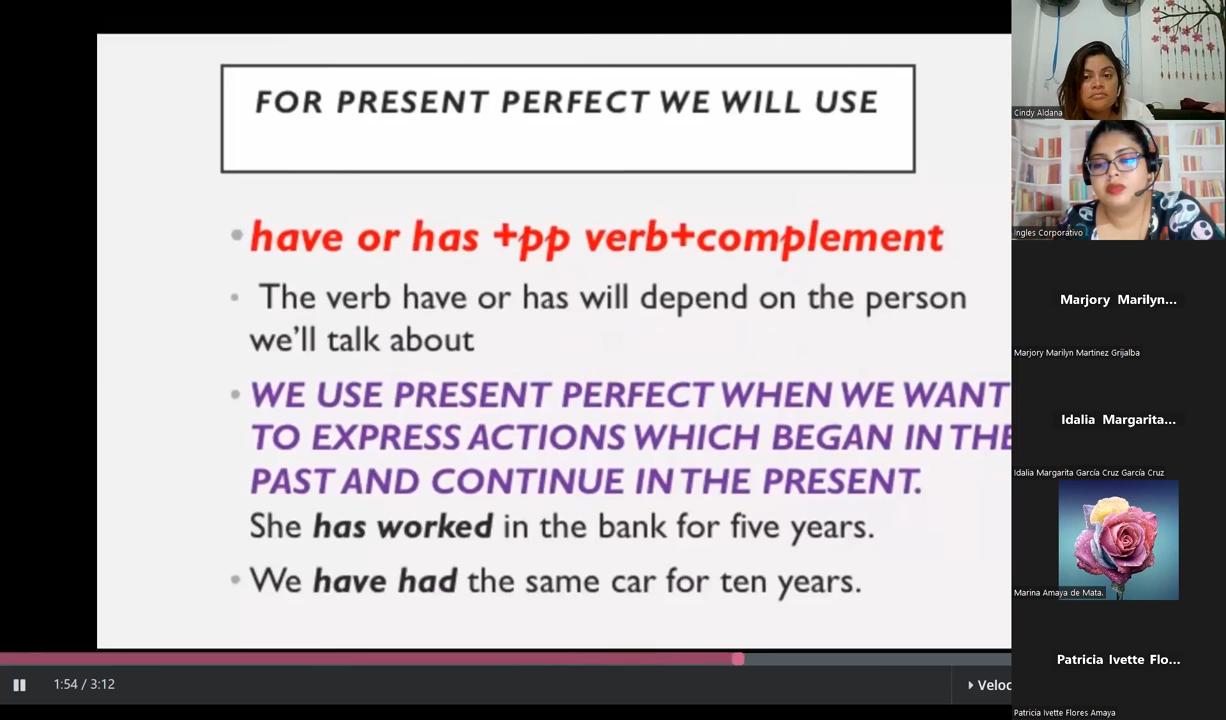 FOR PRESENT PERFECT WE WILL USE
• have or has +pp verb+complement
• The verb have or has will depend on the person
we'll talk about
• WE USE PRESENT PERFECT WHEN WE WANT
TO EXPRESS ACTIONS WHICH BEGAN IN THE
PAST AND CONTINUE IN THE PRESENT.
She has worked in the bank for five years.
• We have had the same car for ten years.
1:54 / 3:12
Veloc
Cindy Aldana
Ingles Corporativo
Marjory Marilyn...
Marjory Marilyn Martinez Grijalba
Idalia Margarita...
Idalia Margarita García Cruz García Cruz
Marina Amaya de Mata.
Patricia Ivette Flo...
Patricia Ivette Flores Amaya